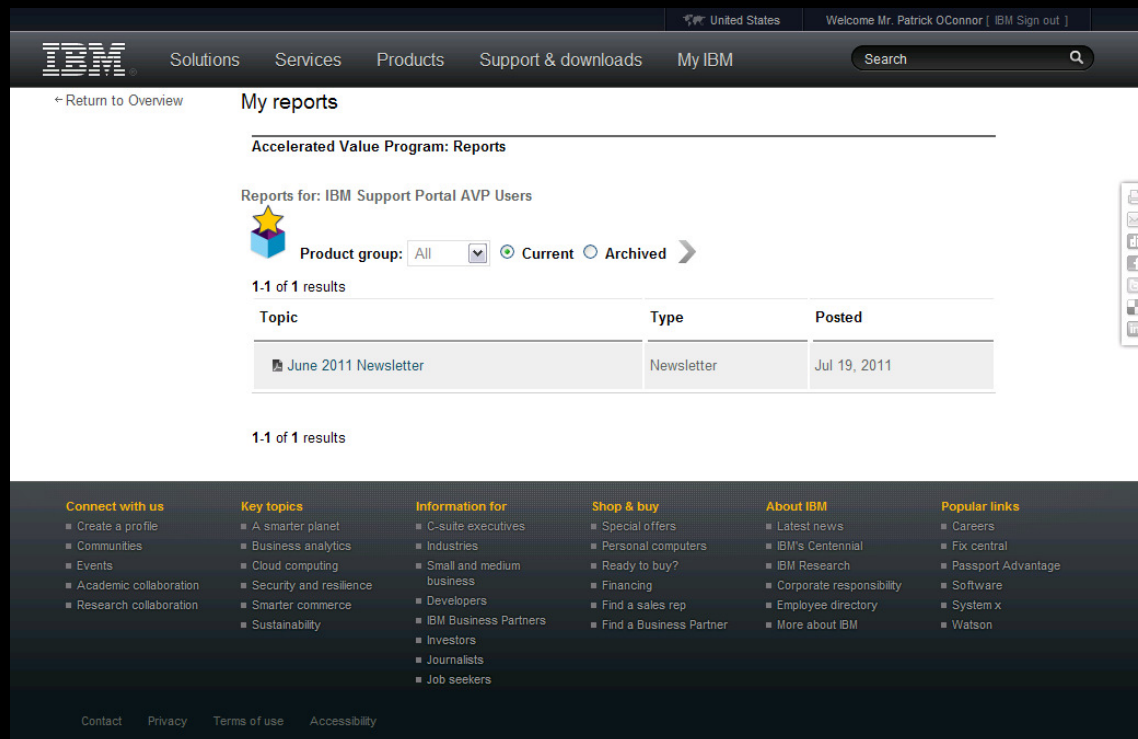 United States
Welcome Mr. Patrick OConnor [ IBM Sign out ]
IBM®
Solutions
Services
Products
Support & downloads
My IBM
Search
Return to Overview
My reports
Accelerated Value Program: Reports
Reports for: IBM Support Portal AVP Users
Product group: All Current Archived
1-1 of 1 results
Topic Type Posted
June 2011 Newsletter Newsletter Jul 19, 2011
1-1 of 1 results
Connect with us
Create a profile
Communities
Events
Academic collaboration
Research collaboration
Key topics
A smarter planet
Business analytics
Cloud computing
Security and resilience
Smarter commerce
Sustainability
Information for
C-suite executives
Industries
Small and medium
business
Developers
IBM Business Partners
Investors
Journalists
Job seekers
Shop & buy
Special offers
Personal computers
Ready to buy?
Financing
Find a sales rep
Find a Business Partner
About IBM
Latest news
IBM's Centennial
IBM Research
Corporate responsibility
Employee directory
More about IBM
Popular links
Careers
Fix central
Passport Advantage
Software
System x
Watson
Contact
Privacy
Terms of use
Accessibility